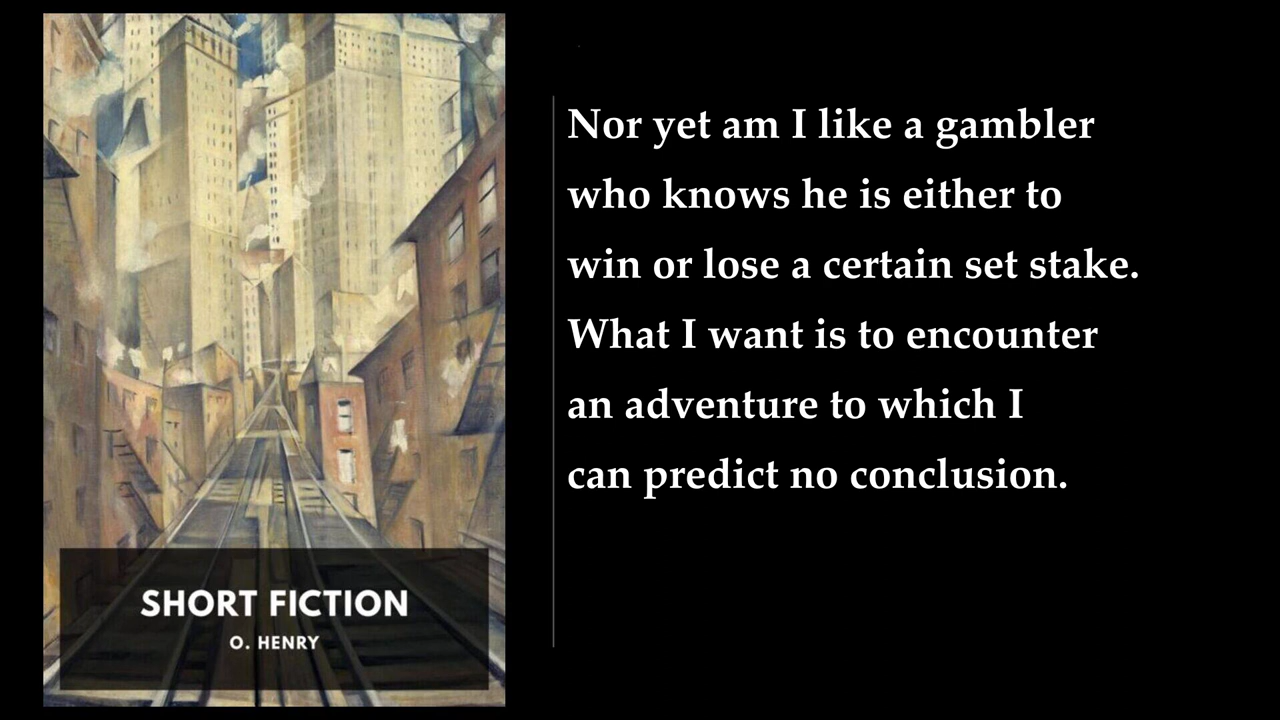 SHORT FICTION
O. HENRY
Nor yet am I like a gambler
who knows he is either to
win or lose a certain set stake.
What I want is to encounter
an adventure to which I
can predict no conclusion.